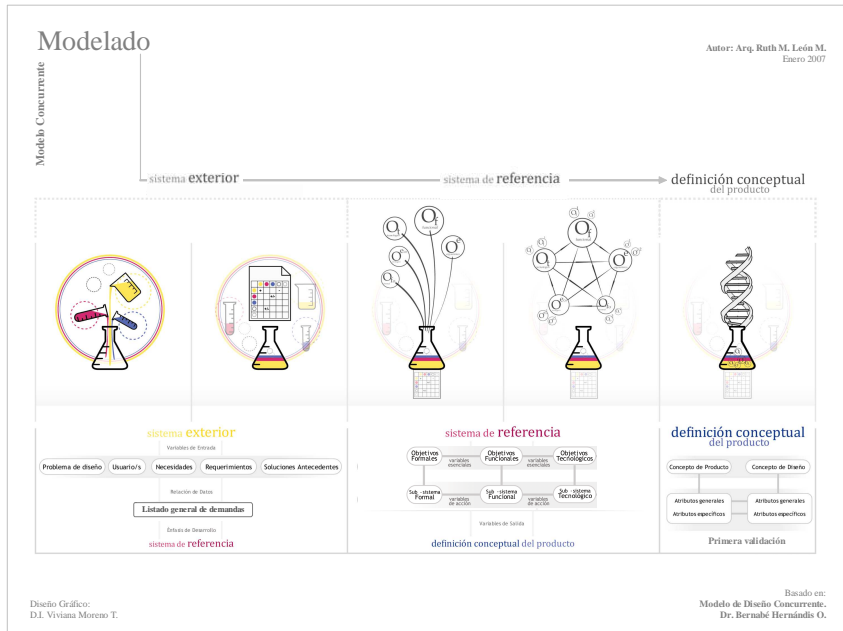 Modelado
Autor: Arq. Ruth M. León M.
Enero 2007
Modelo Concurrente
sistema exterior
sistema de referencia
definición conceptual
del producto
sistema exterior
Variables de Entrada
Problema de diseño
Usuario/s
Necesidades
Requerimientos
Soluciones Antecedentes
Relación de Datos
Listado general de demandas
Énfasis de Desarrollo
sistema de referencia
sistema de referencia
Objetivos
Formales
variables
esenciales
Objetivos
Funcionales
variables
esenciales
Objetivos
Tecnológicos
Sub - sistema
Formal
variables
de acción
Sub - sistema
Funcional
variables
de acción
Sub - sistema
Tecnológico
Variables de Salida
definición conceptual del producto
definición conceptual
del producto
Concepto de Producto
Concepto de Diseño
Atributos generales
Atributos específicos
Atributos generales
Atributos específicos
Primera validación
Diseño Gráfico:
D.I. Viviana Moreno T.
Basado en:
Modelo de Diseño Concurrente.
Dr. Bernabé Hernándis O.